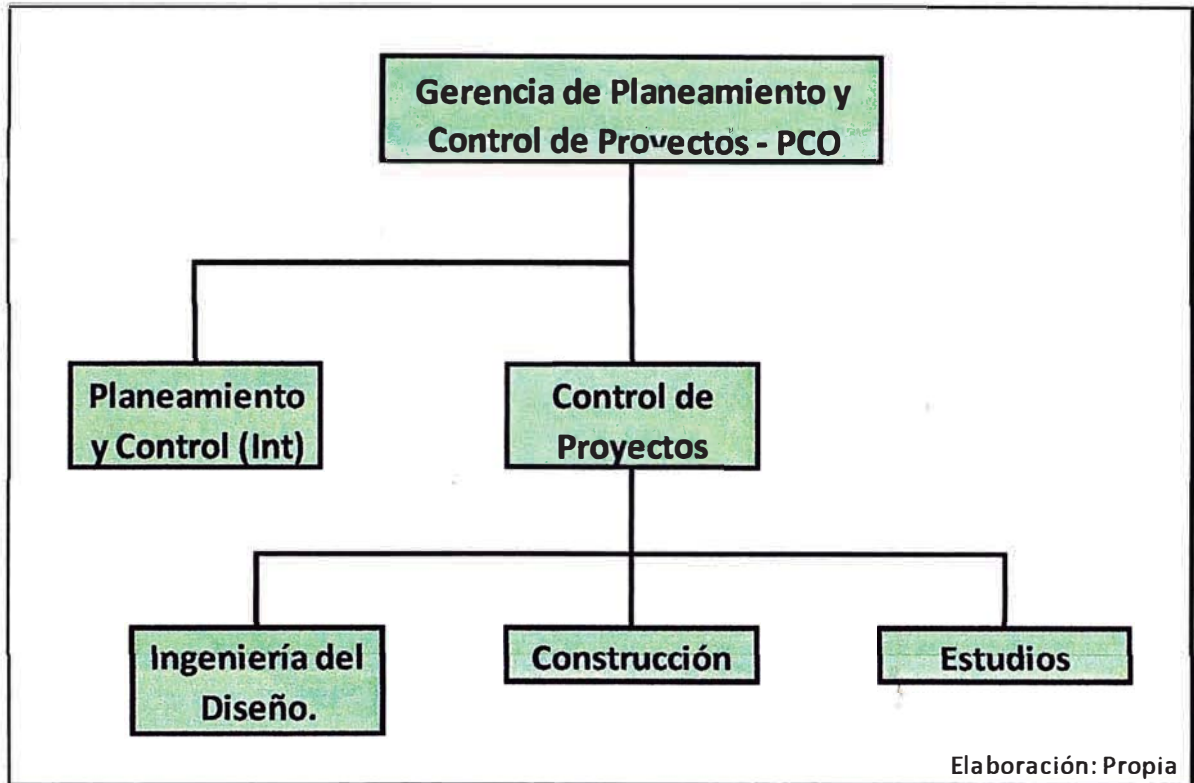 Gerencia de Planeamiento y
Control de Proyectos - PCO
Planeamiento
y Control (Int)
Control de
Proyectos
Ingeniería del
Diseño.
Construcción
Estudios
Elaboración: Propia